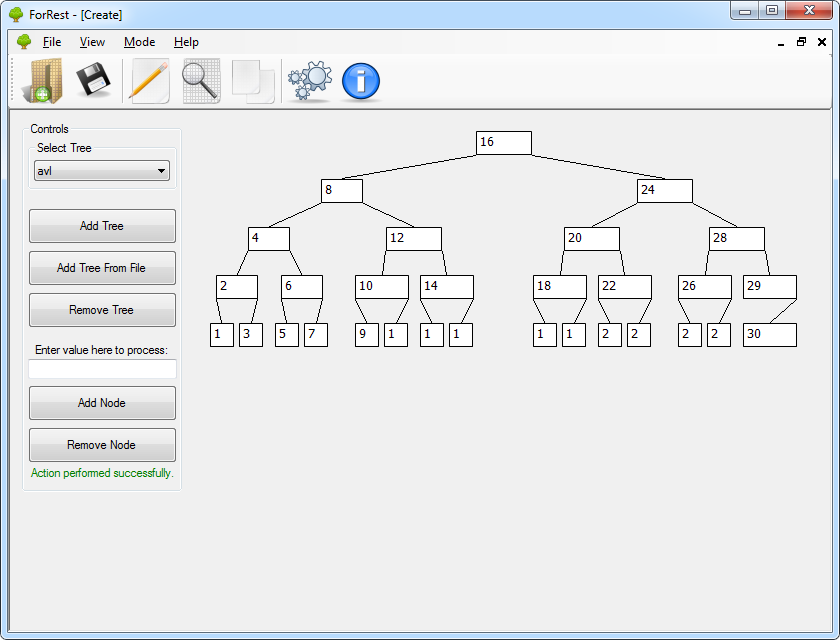 ForRest - [Create]
File View Mode Help
Controls
Select Tree
avl
Add Tree
Add Tree From File
Remove Tree
Enter value here to process:
Add Node
Remove Node
Action performed successfully.
16
8 24
4 12 20 28
2 6 10 14 18 22 26 29
1 3 5 7 9 1 1 1 1 1 2 2 2 2 30